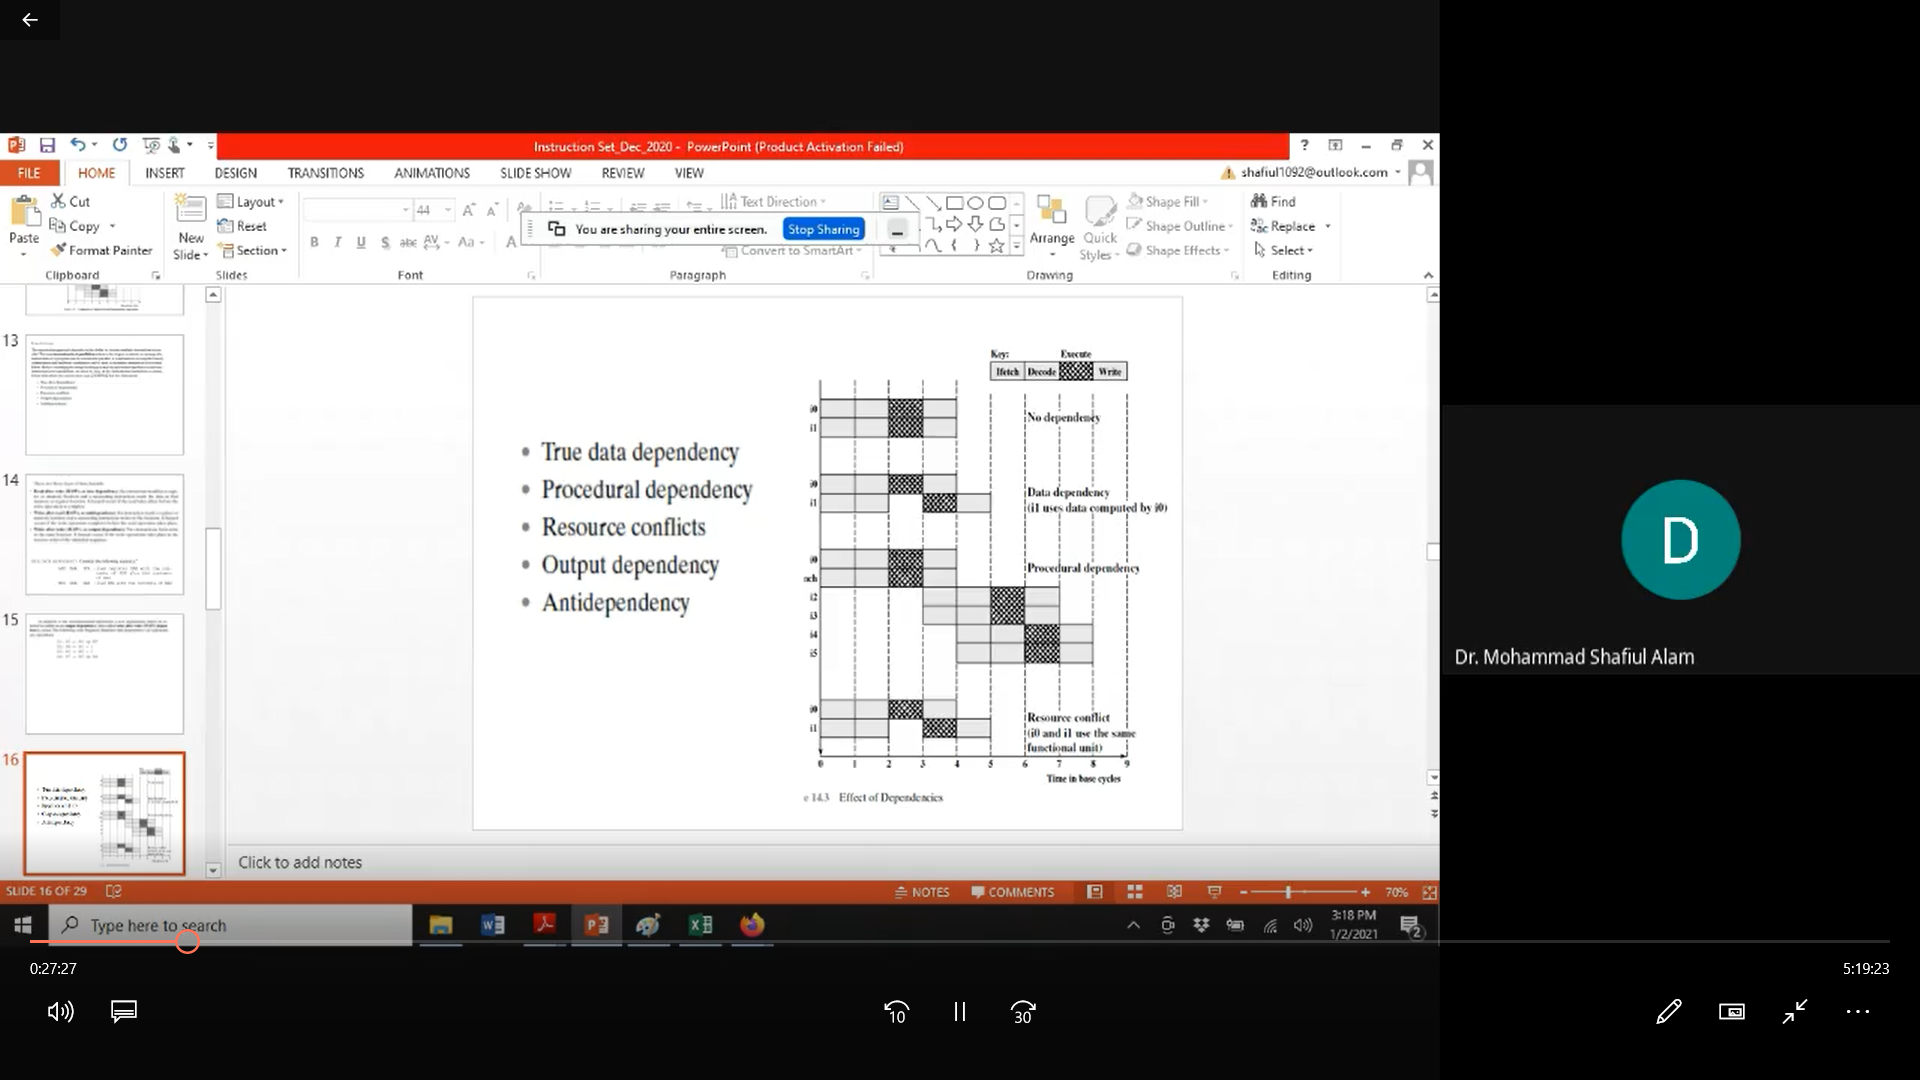 Instruction Set_Dec_2020 - PowerPoint (Product Activation Failed)
FILE HOME INSERT DESIGN TRANSITIONS ANIMATIONS SLIDE SHOW REVIEW VIEW
shafiul1092@outlook.com
Paste
Cut
Copy
Format Painter
Clipboard
New
Slide
Layout
Reset
Section
Slides
44
B I U S abc AV Aa A
Font
Text Direction
Convert to SmartArt
Paragraph
You are sharing your entire screen. Stop Sharing
Arrange
Quick
Styles
Shape Fill
Shape Outline
Shape Effects
Drawing
Find
Replace
Select
Editing
13
14
15
16
• True data dependency
• Procedural dependency
• Resource conflicts
• Output dependency
• Antidependency
Key: Execute
Ifetch Decode Write
i0
i1
No dependency
i0
i1
Data dependency
(i1 uses data computed by i0)
i0
nch
i2
i3
i4
i5
Procedural dependency
i0
i1
Resource conflict
(i0 and i1 use the same
functional unit)
0 1 2 3 4 5 6 7 8 9
Time in base cycles
e 14.3 Effect of Dependencies
Click to add notes
SLIDE 16 OF 29
NOTES COMMENTS 70%
Type here to search
3:18 PM
1/2/2021
2
D
Dr. Mohammad Shafiul Alam
0:27:27
5:19:23
10
30